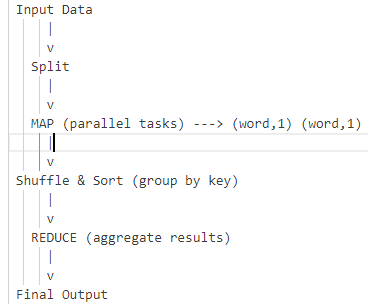 Input Data
|
v
Split
|
v
MAP (parallel tasks) ---> (word,1) (word,1)
|
v
Shuffle & Sort (group by key)
|
v
REDUCE (aggregate results)
|
v
Final Output